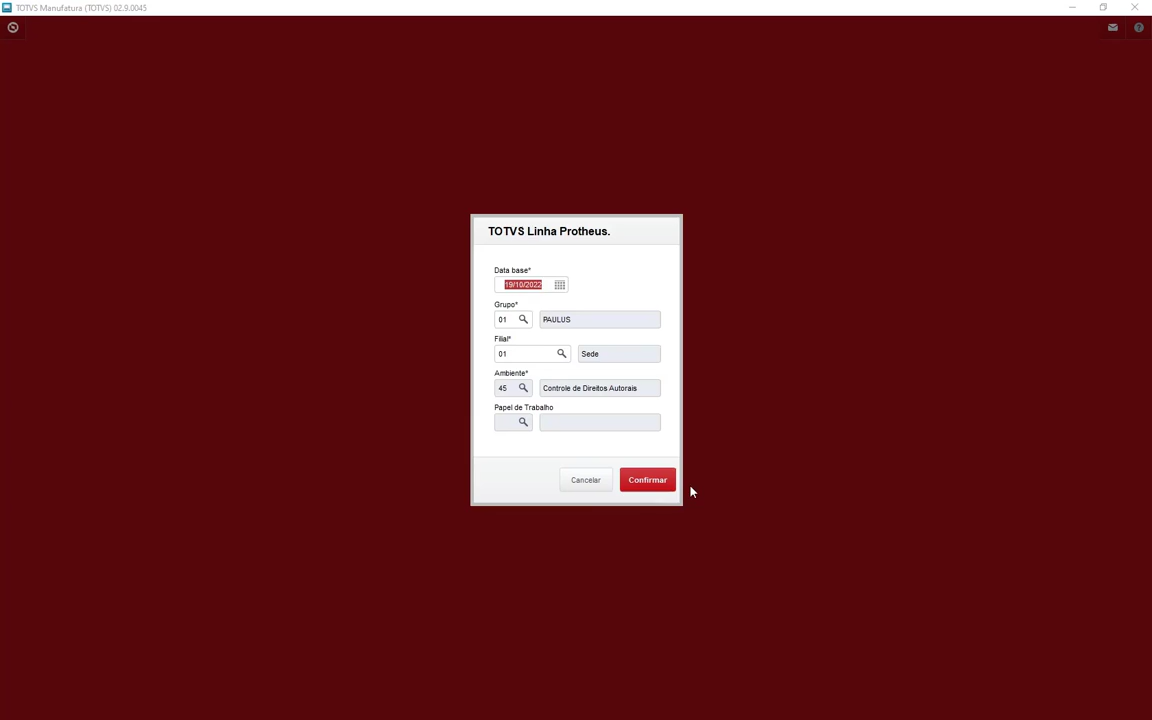 TOTVS Manufatura (TOTVS) 02.9.0045
TOTVS Linha Protheus.
Data base*
19/10/2022
Grupo*
01 PAULUS
Filial*
01 Sede
Ambiente*
45 Controle de Direitos Autorais
Papel de Trabalho
Cancelar Confirmar